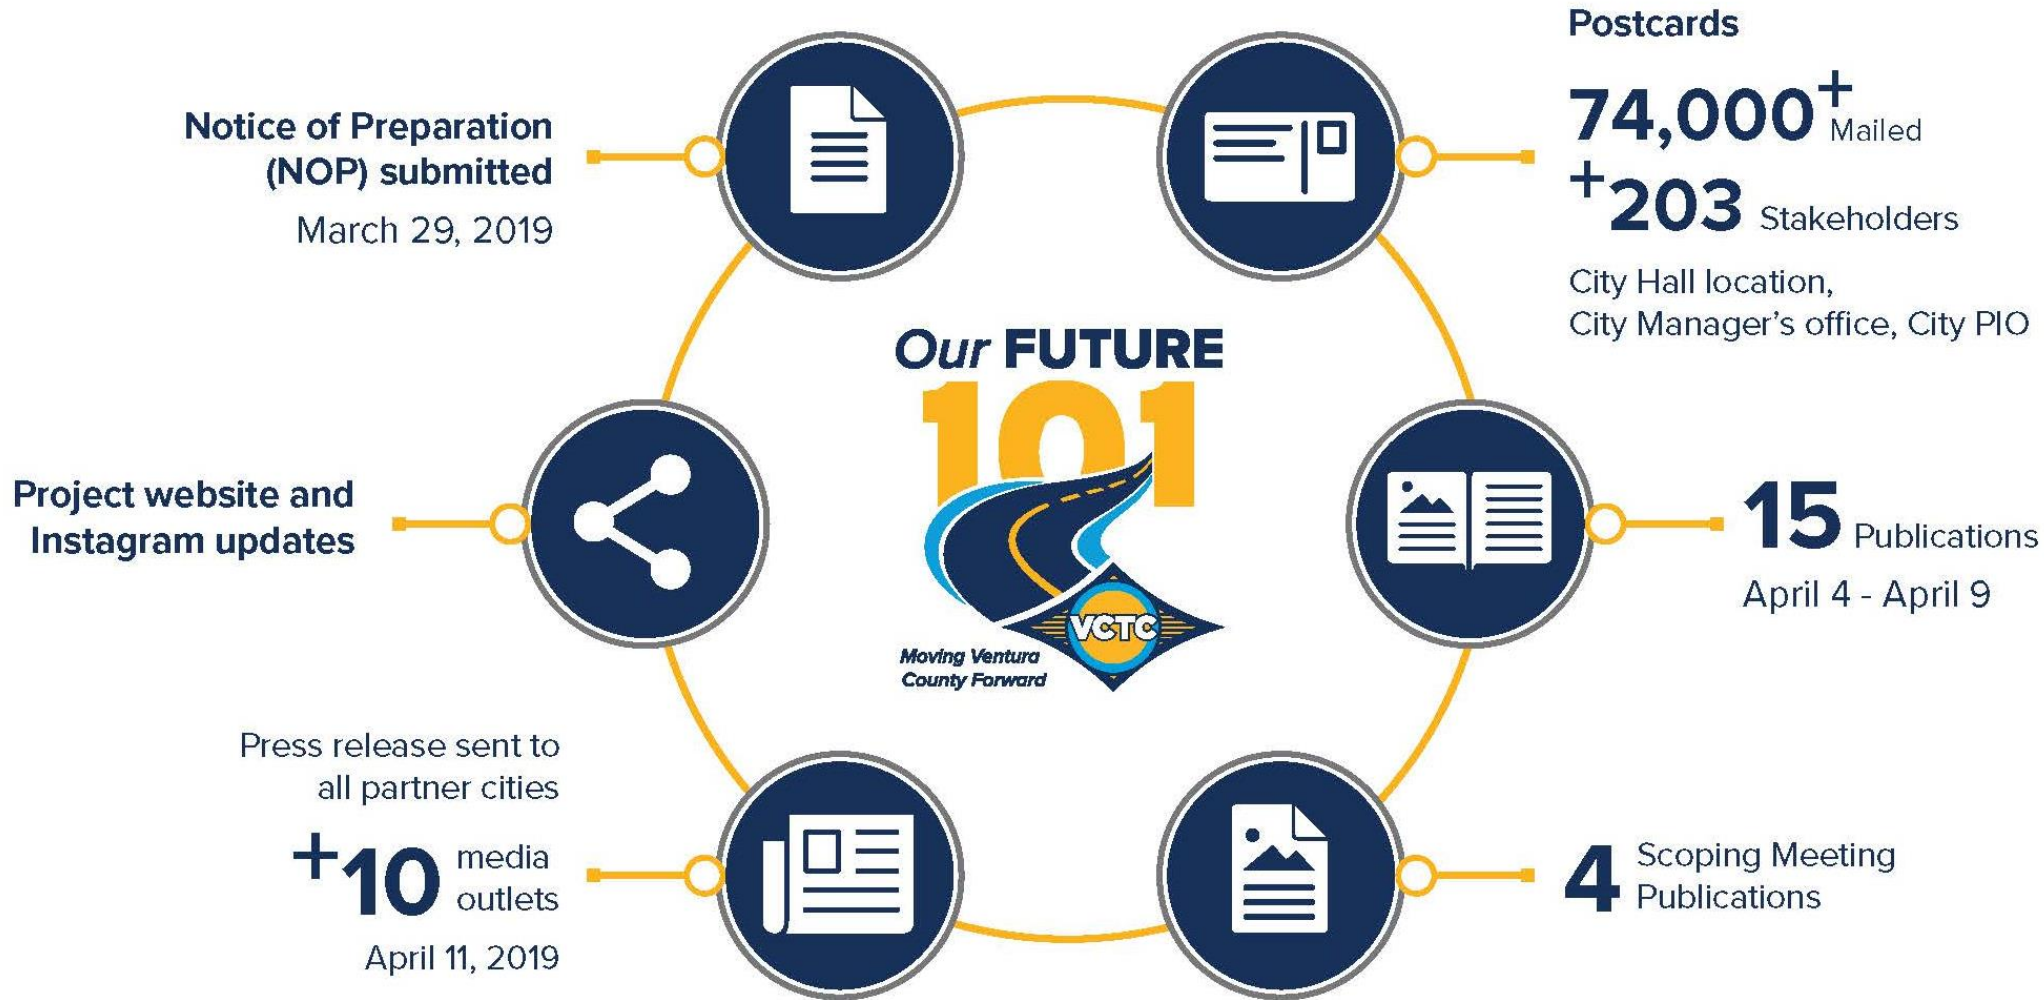 Notice of Preparation
(NOP) submitted
March 29, 2019
Postcards
74,000+ Mailed
+203 Stakeholders
City Hall location,
City Manager's office, City PIO
Our FUTURE
101
VCTC
Moving Ventura
County Forward
Project website and
Instagram updates
15 Publications
April 4 - April 9
Press release sent to
all partner cities
+10 media
outlets
April 11, 2019
4 Scoping Meeting
Publications